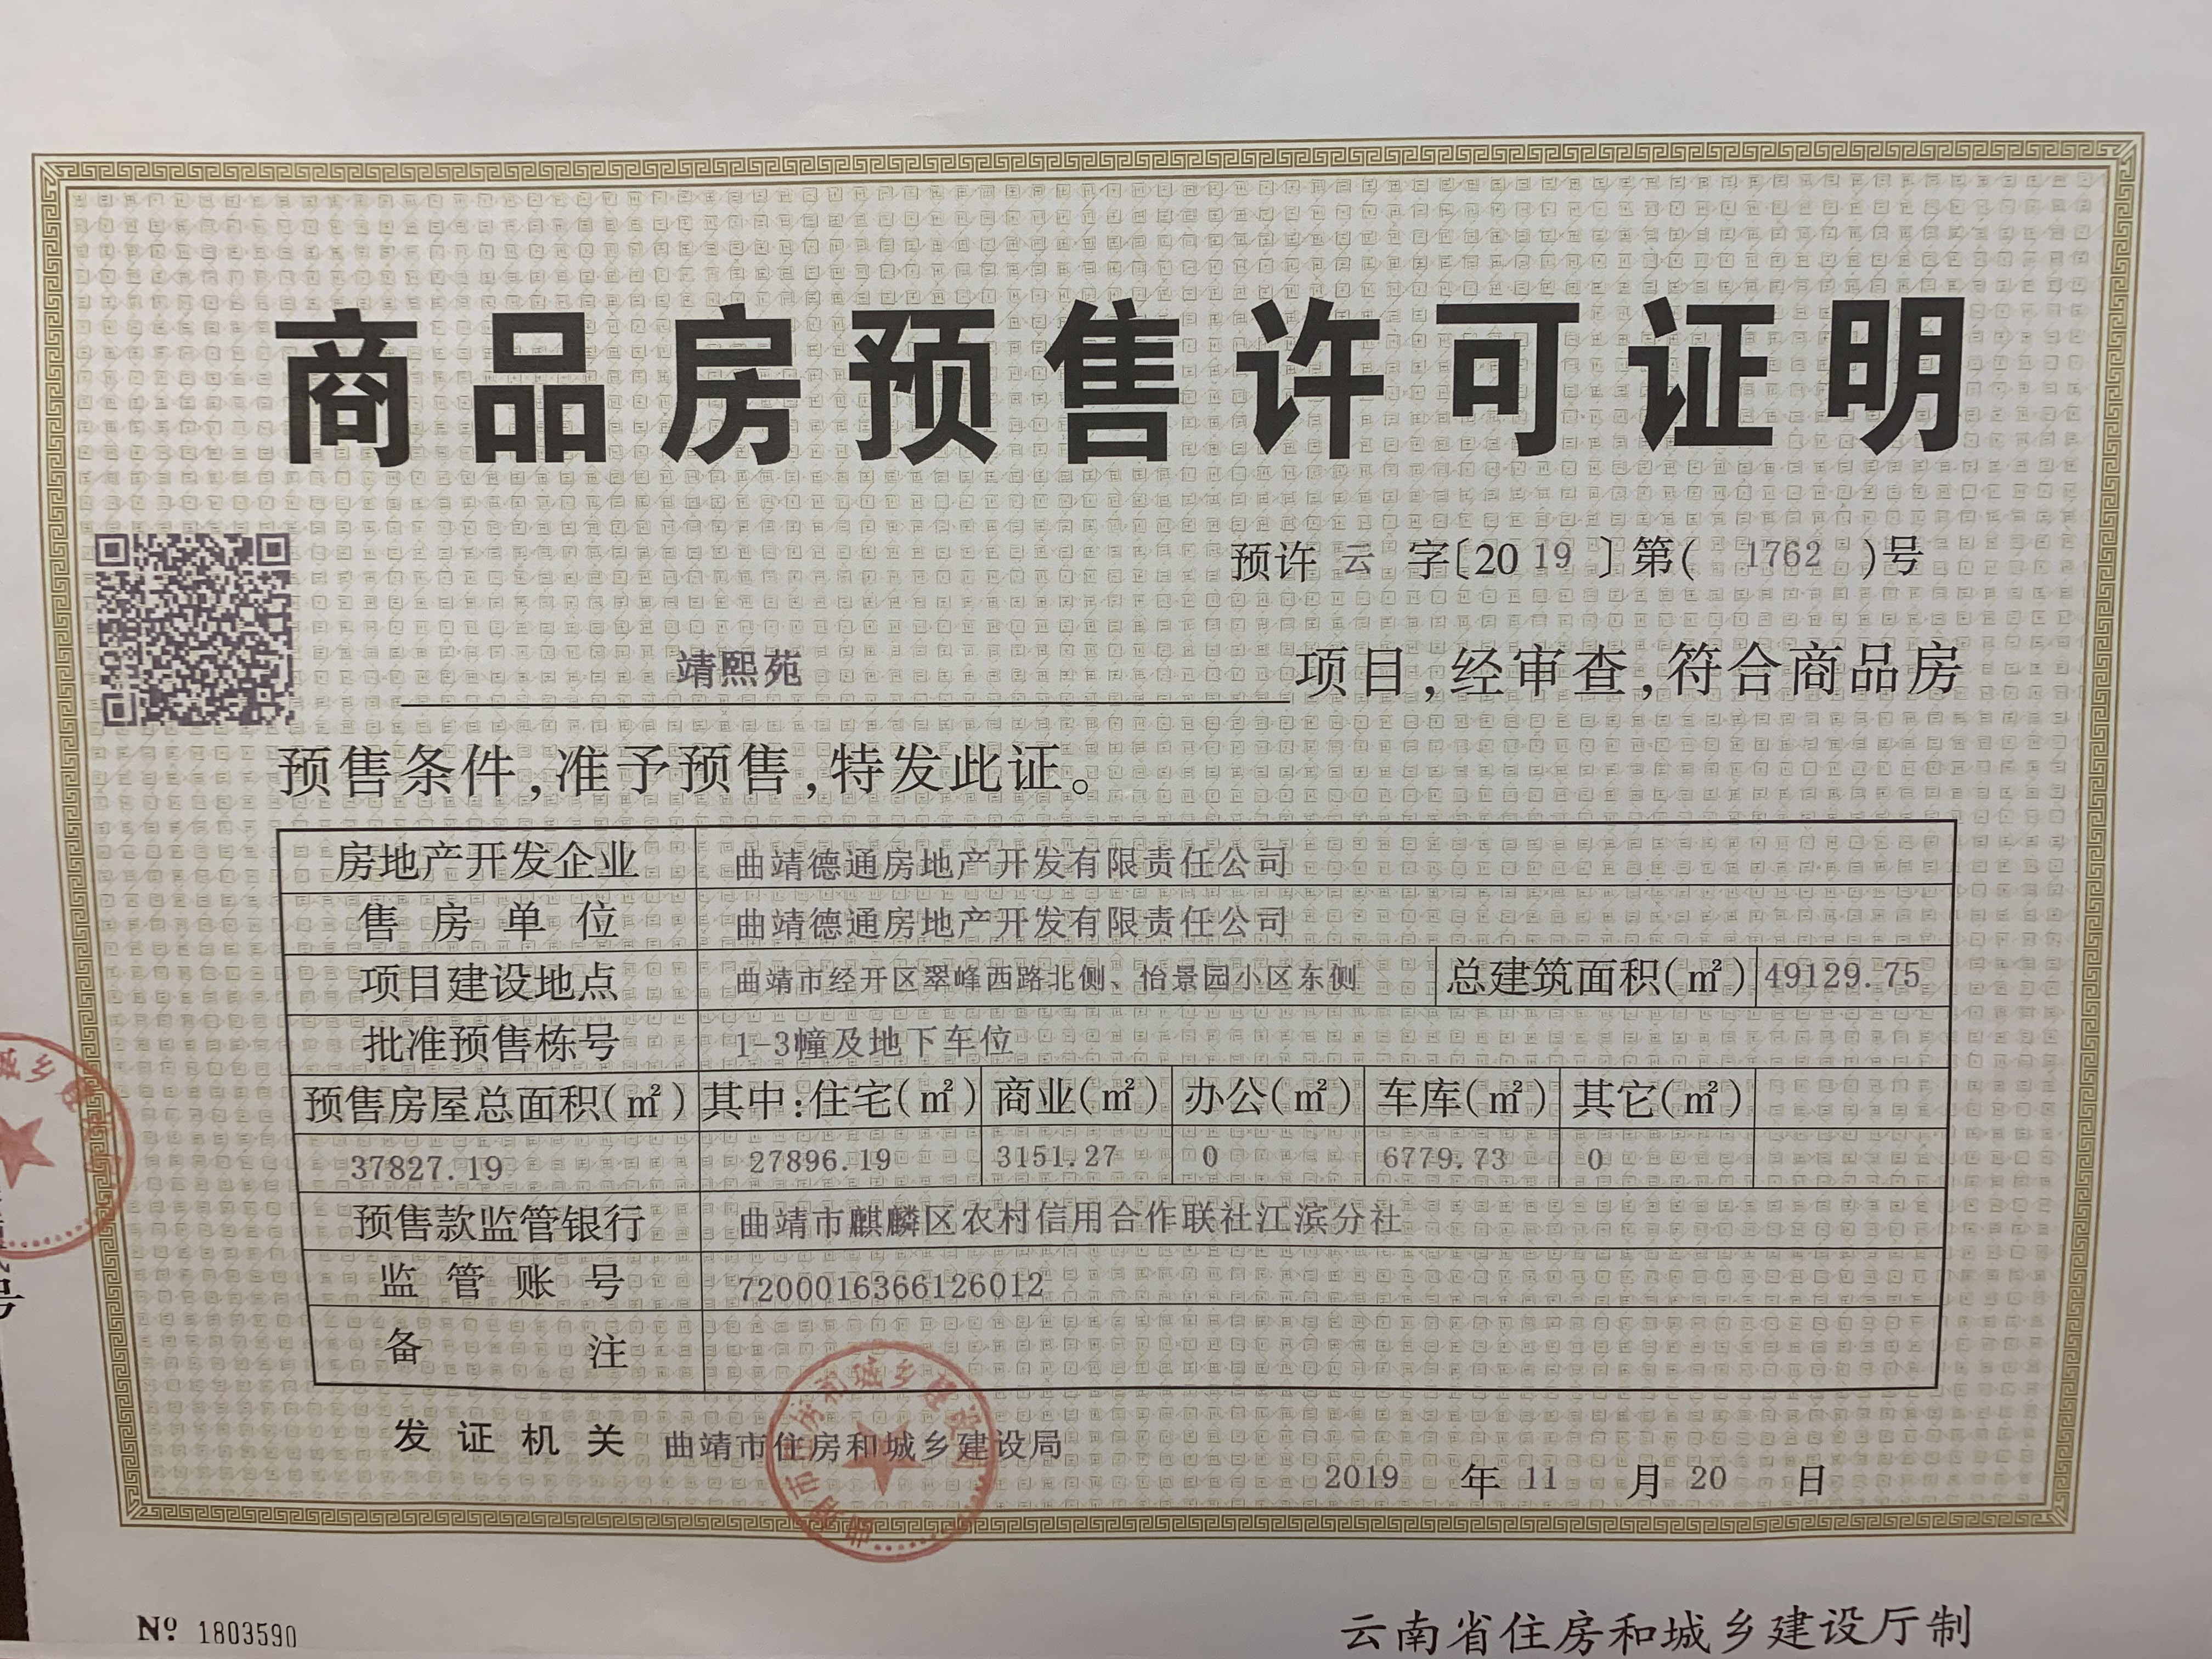 商品房预售许可证明
预许 云 字〔2019〕第( 1762 )号
靖熙苑 项目,经审查,符合商品房
预售条件,准予预售,特发此证。
房地产开发企业 曲靖德通房地产开发有限责任公司
售房单位 曲靖德通房地产开发有限责任公司
项目建设地点 曲靖市经开区翠峰西路北侧、怡景园小区东侧 总建筑面积(㎡) 49129.75
批准预售栋号 1-3幢及地下车位
预售房屋总面积(㎡) 其中:住宅(㎡) 商业(㎡) 办公(㎡) 车库(㎡) 其它(㎡)
37827.19 27896.19 3151.27 0 6779.73 0
预售款监管银行 曲靖市麒麟区农村信用合作联社江滨分社
监管账号 7200016366126012
备注
发证机关 曲靖市住房和城乡建设局
2019 年 11 月 20 日
№ 1803590
云南省住房和城乡建设厅制
号